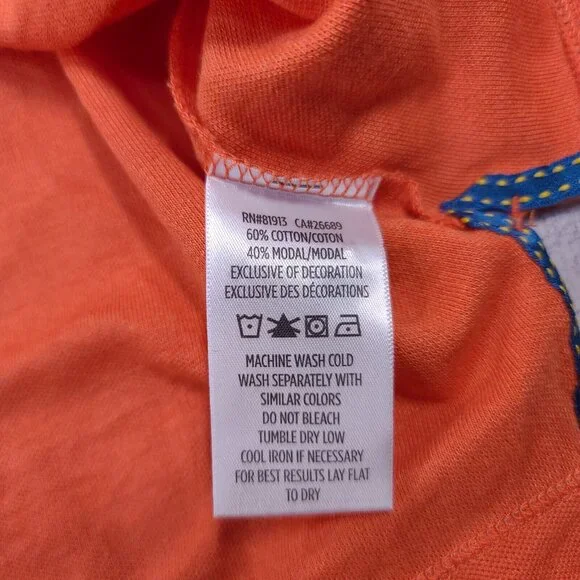 RN#81913 CA#26689
60% COTTON/COTON
40% MODAL/MODAL
EXCLUSIVE OF DECORATION
EXCLUSIVE DES DÉCORATIONS
MACHINE WASH COLD
WASH SEPARATELY WITH
SIMILAR COLORS
DO NOT BLEACH
TUMBLE DRY LOW
COOL IRON IF NECESSARY
FOR BEST RESULTS LAY FLAT
TO DRY